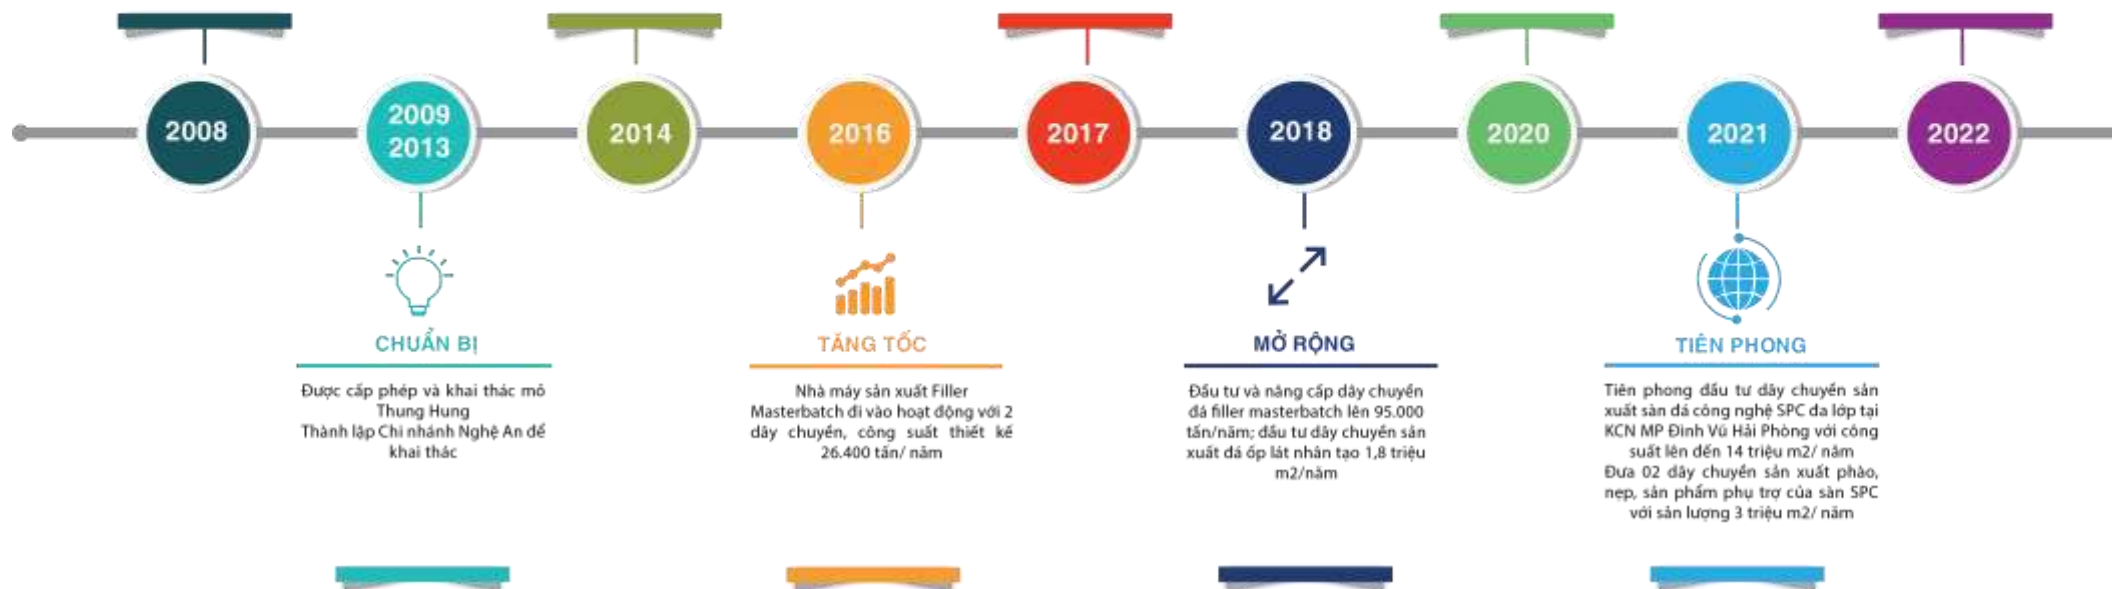 2008
2009
2013
2014
2016
2017
2018
2020
2021
2022
CHUẨN BỊ
Được cấp phép và khai thác mỏ
Thung Hung
Thành lập Chi nhánh Nghệ An để
khai thác
TĂNG TỐC
Nhà máy sản xuất Filler
Masterbatch đi vào hoạt động với 2
dây chuyền, công suất thiết kế
26.400 tấn/ năm
MỞ RỘNG
Đầu tư và nâng cấp dây chuyền
đá filler masterbatch lên 95.000
tấn/năm; đầu tư dây chuyền sản
xuất đá ốp lát nhân tạo 1,8 triệu
m2/năm
TIÊN PHONG
Tiên phong đầu tư dây chuyền sản
xuất sàn đá công nghệ SPC đa lớp tại
KCN MP Đình Vũ Hải Phòng với công
suất lên đến 14 triệu m2/ năm
Đưa 02 dây chuyền sản xuất phào,
nẹp, sản phẩm phụ trợ của sàn SPC
với sản lượng 3 triệu m2/ năm